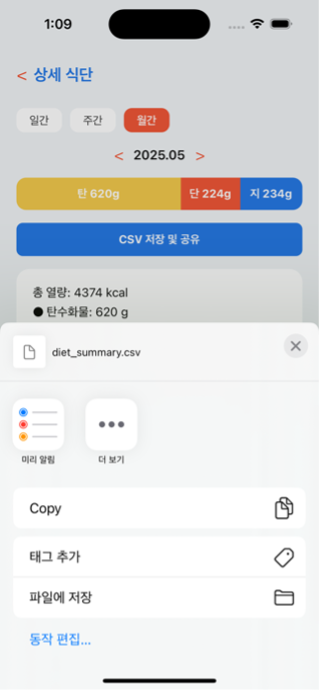 1:09
< 상세 식단
일간 주간 월간
< 2025.05 >
탄 620g 단 224g 지 234g
CSV 저장 및 공유
총 열량: 4374 kcal
● 탄수화물: 620 g
diet_summary.csv
미리 알림 더 보기
Copy
태그 추가
파일에 저장
동작 편집...